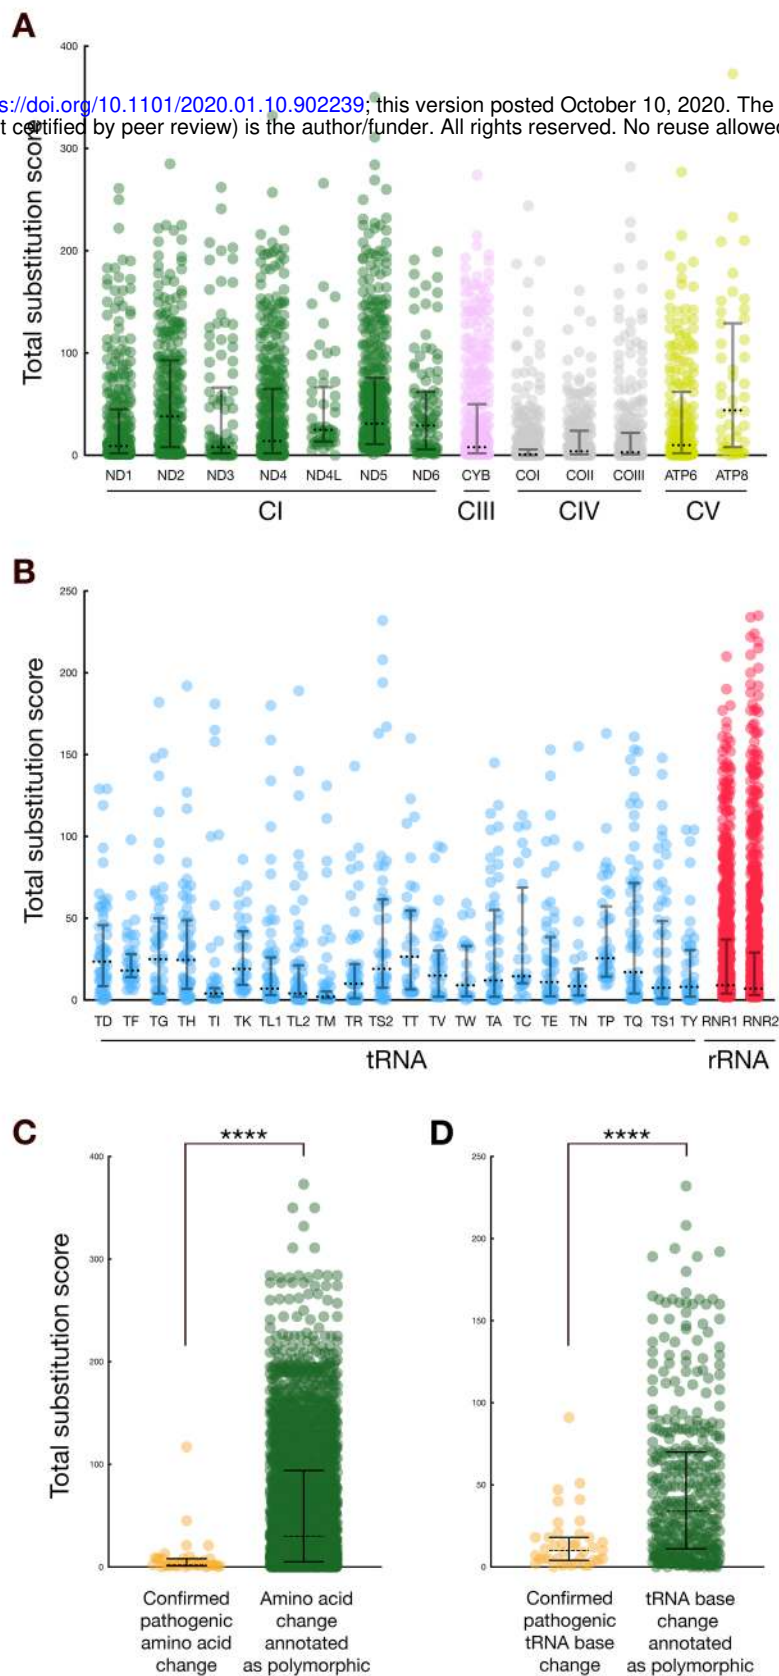 A
400
s://doi.org/10.1101/2020.01.10.902239; this version posted October 10, 2020. The
t certified by peer review) is the author/funder. All rights reserved. No reuse allowed
Total substitution score
300
200
100
0
ND1 ND2 ND3 ND4 ND4L ND5 ND6 CYB COI COII COIII ATP6 ATP8
CI CIII CIV CV
B
250
200
150
100
50
0
Total substitution score
TD TF TG TH TI TK TL1 TL2 TM TR TS2 TT TV TW TA TC TE TN TP TQ TS1 TY RNR1 RNR2
tRNA rRNA
C
****
400
300
200
100
0
Total substitution score
Confirmed
pathogenic
amino acid
change
Amino acid
change
annotated
as polymorphic
D
****
250
200
150
100
50
0
Confirmed
pathogenic
tRNA base
change
tRNA base
change
annotated
as polymorphic